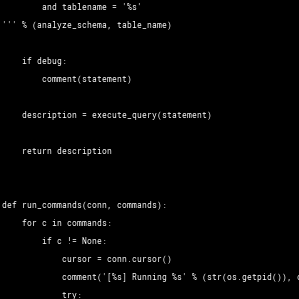 and tablename = '%s'
''' % (analyze_schema, table_name)
if debug:
comment(statement)
description = execute_query(statement)
return description
def run_commands(conn, commands):
for c in commands:
if c != None:
cursor = conn.cursor()
comment('[%s] Running %s' % (str(os.getpid()),
try: